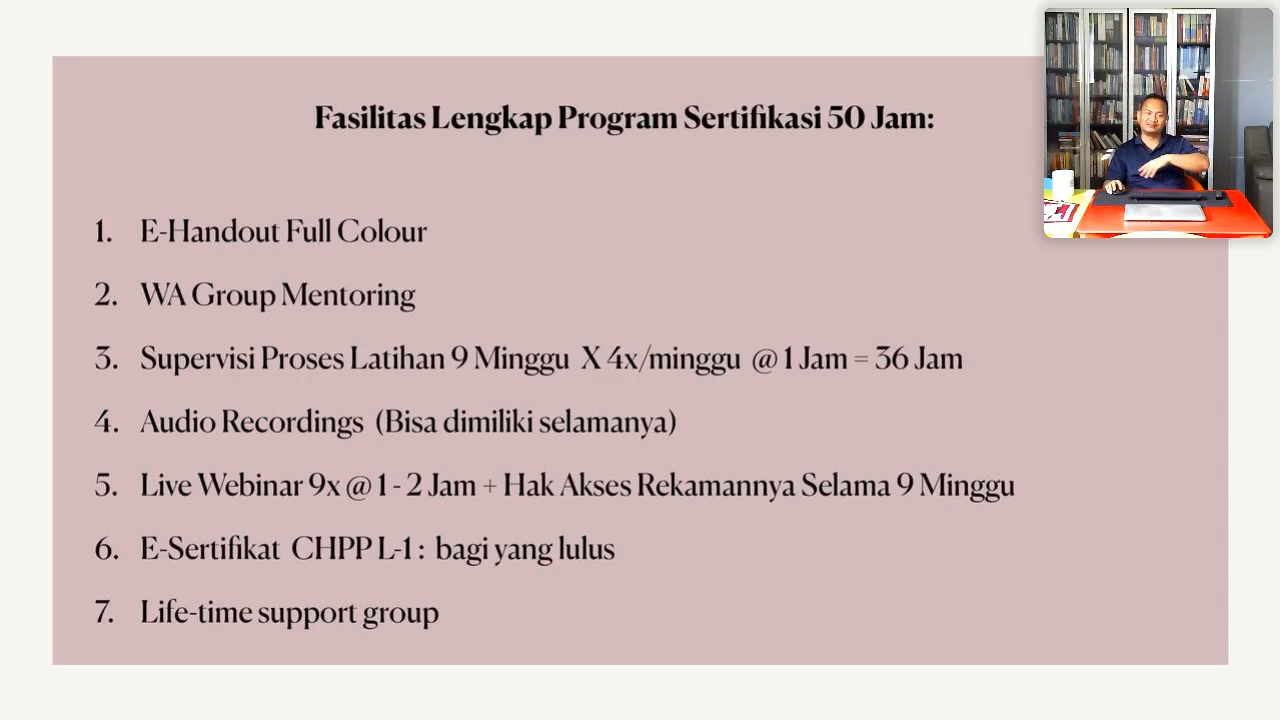 Fasilitas Lengkap Program Sertifikasi 50 Jam:
1. E-Handout Full Colour
2. WA Group Mentoring
3. Supervisi Proses Latihan 9 Minggu X 4x/minggu @ 1 Jam = 36 Jam
4. Audio Recordings (Bisa dimiliki selamanya)
5. Live Webinar 9x @ 1 - 2 Jam + Hak Akses Rekamannya Selama 9 Minggu
6. E-Sertifikat CHPP L-1 : bagi yang lulus
7. Life-time support group